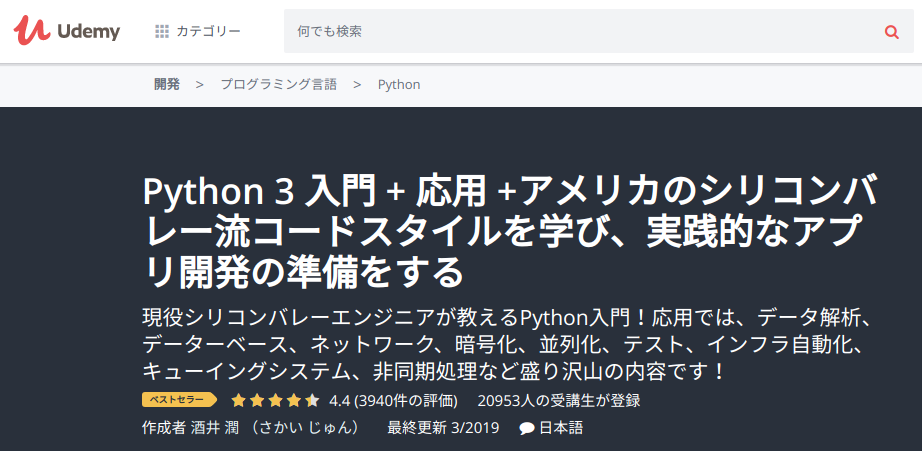 Udemy カテゴリー 何でも検索
開発 > プログラミング言語 > Python
Python 3 入門 + 応用 +アメリカのシリコンバ
レー流コードスタイルを学び、実践的なアプ
リ開発の準備をする
現役シリコンバレーエンジニアが教えるPython入門！応用では、データ解析、
データーベース、ネットワーク、暗号化、並列化、テスト、インフラ自動化、
キューイングシステム、非同期処理など盛り沢山の内容です！
ベストセラー 4.4 (3940件の評価) 20953人の受講生が登録
作成者 酒井 潤 （さかい じゅん） 最終更新 3/2019 日本語